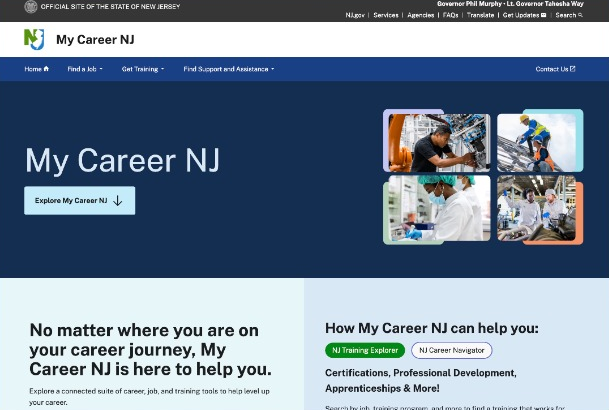 OFFICIAL SITE OF THE STATE OF NEW JERSEY
Governor Phil Murphy • Lt. Governor Tahesha Way
NJ.gov | Services | Agencies | FAQs | Translate | Get Updates | Search
NJ My Career NJ
Home Find a Job Get Training Find Support and Assistance Contact Us
My Career NJ
Explore My Career NJ
No matter where you are on
your career journey, My
Career NJ is here to help you.
Explore a connected suite of career, job, and training tools to help level up
your career.
How My Career NJ can help you:
NJ Training Explorer NJ Career Navigator
Certifications, Professional Development,
Apprenticeships & More!
Search by job, training program, and more to find a training that works for